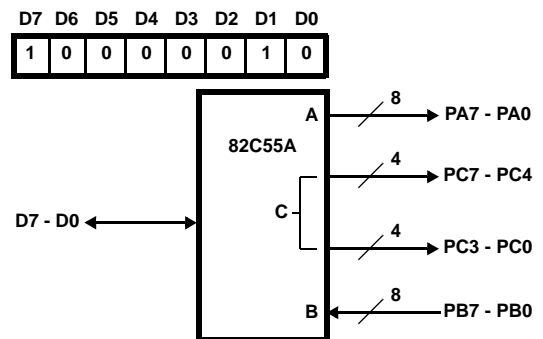 D7 D6 D5 D4 D3 D2 D1 D0
1 0 0 0 0 0 1 0
A 8 PA7 - PA0
82C55A
4 PC7 - PC4
C
D7 - D0
4 PC3 - PC0
B 8 PB7 - PB0